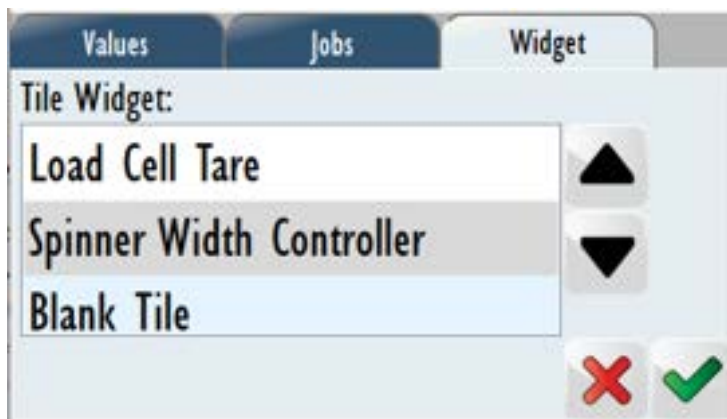 Values Jobs Widget
Tile Widget:
Load Cell Tare
Spinner Width Controller
Blank Tile